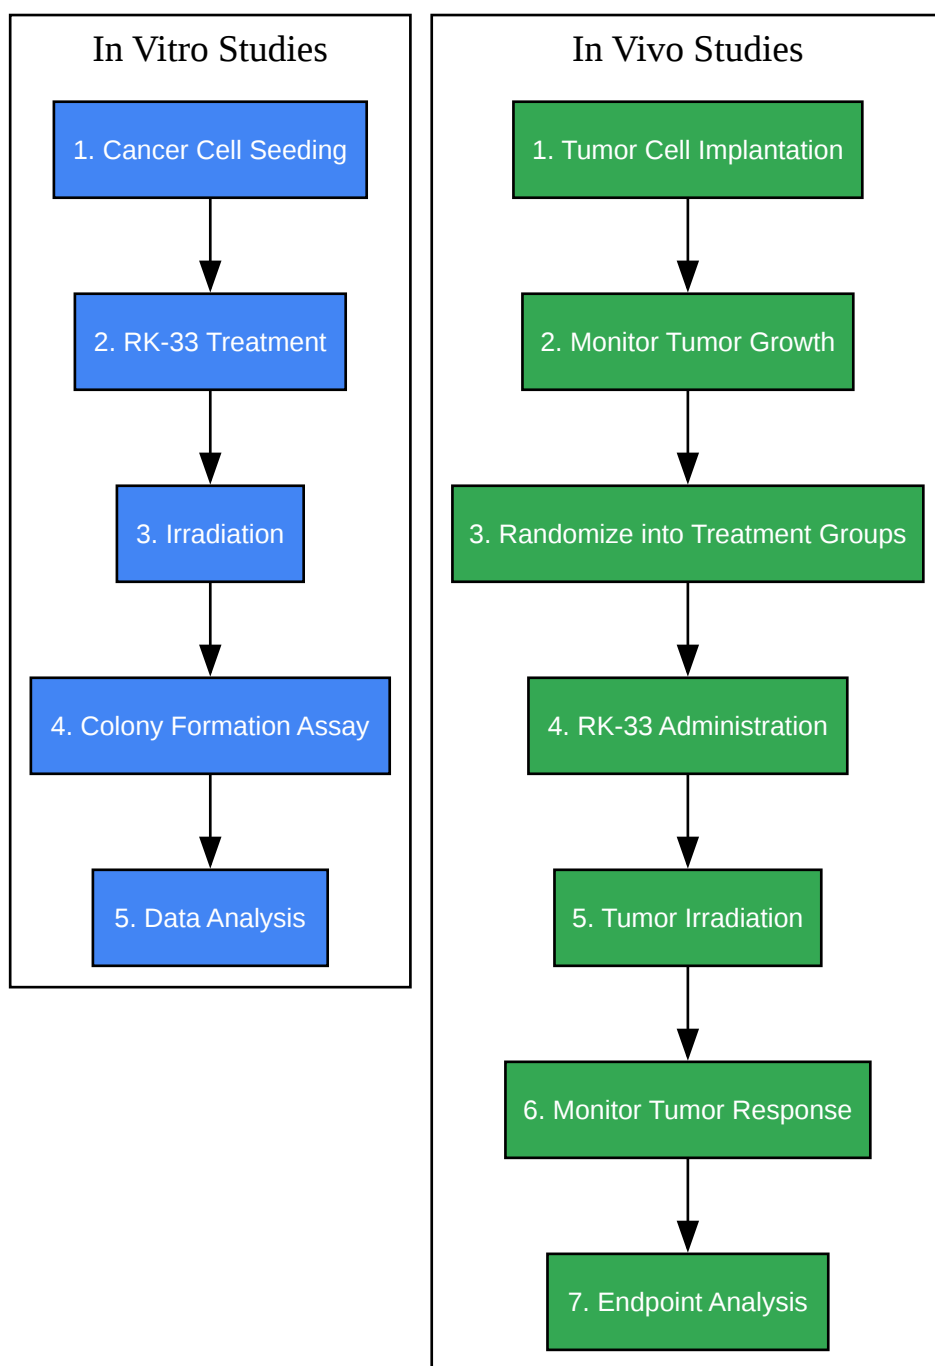 In Vitro Studies
1. Cancer Cell Seeding
2. RK-33 Treatment
3. Irradiation
4. Colony Formation Assay
5. Data Analysis
In Vivo Studies
1. Tumor Cell Implantation
2. Monitor Tumor Growth
3. Randomize into Treatment Groups
4. RK-33 Administration
5. Tumor Irradiation
6. Monitor Tumor Response
7. Endpoint Analysis